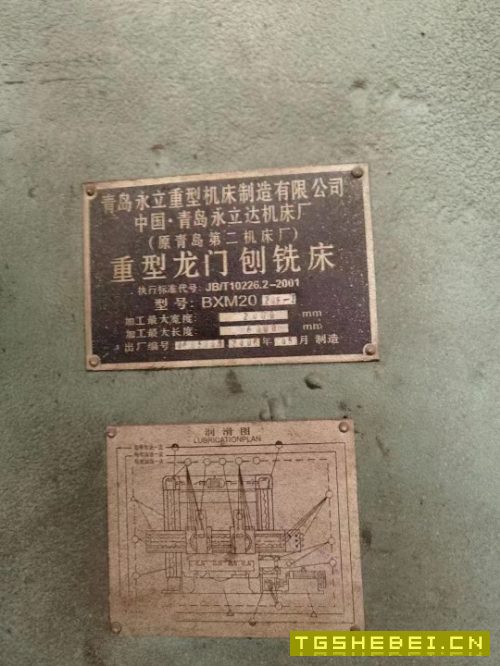 青岛永立重型机床制造有限公司
中国·青岛永立达机床厂
(原青岛第二机床厂)
重型龙门刨铣床
执行标准代号: JB/T10226.2-2001
型号: BXM20
加工最大宽度: 2000 mm
加工最大长度: 6000 mm
出厂编号 年 月 制造
润滑图
LUBRICATIONPLAN
TGSHEBEI.CN